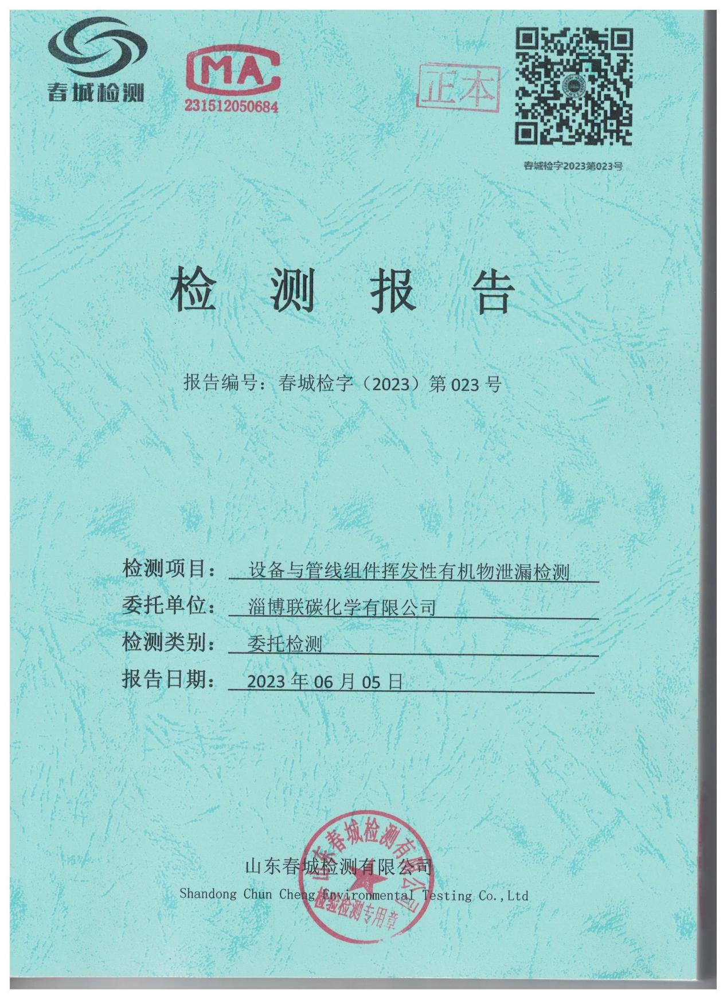 春城检测
MA
231512050684
正本
春城检字2023第023号
检测报告
报告编号：春城检字（2023）第 023 号
检测项目：设备与管线组件挥发性有机物泄漏检测
委托单位：淄博联碳化学有限公司
检测类别：委托检测
报告日期：2023 年 06 月 05 日
山东春城检测有限公司
山东春城检测有限公司
Shandong Chun Cheng Environmental Testing Co.,Ltd
检验检测专用章